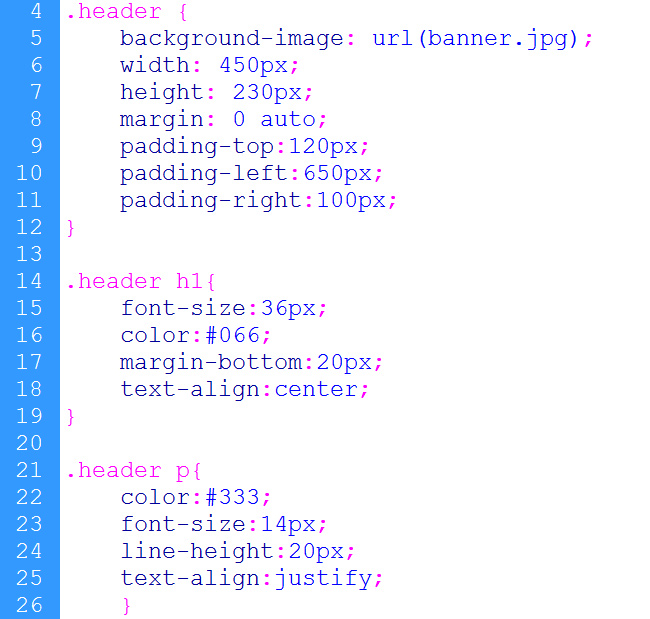 4 .header {
5     background-image: url(banner.jpg);
6     width: 450px;
7     height: 230px;
8     margin: 0 auto;
9     padding-top:120px;
10     padding-left:650px;
11     padding-right:100px;
12 }
13
14 .header h1{
15     font-size:36px;
16     color:#066;
17     margin-bottom:20px;
18     text-align:center;
19 }
20
21 .header p{
22     color:#333;
23     font-size:14px;
24     line-height:20px;
25     text-align:justify;
26     }